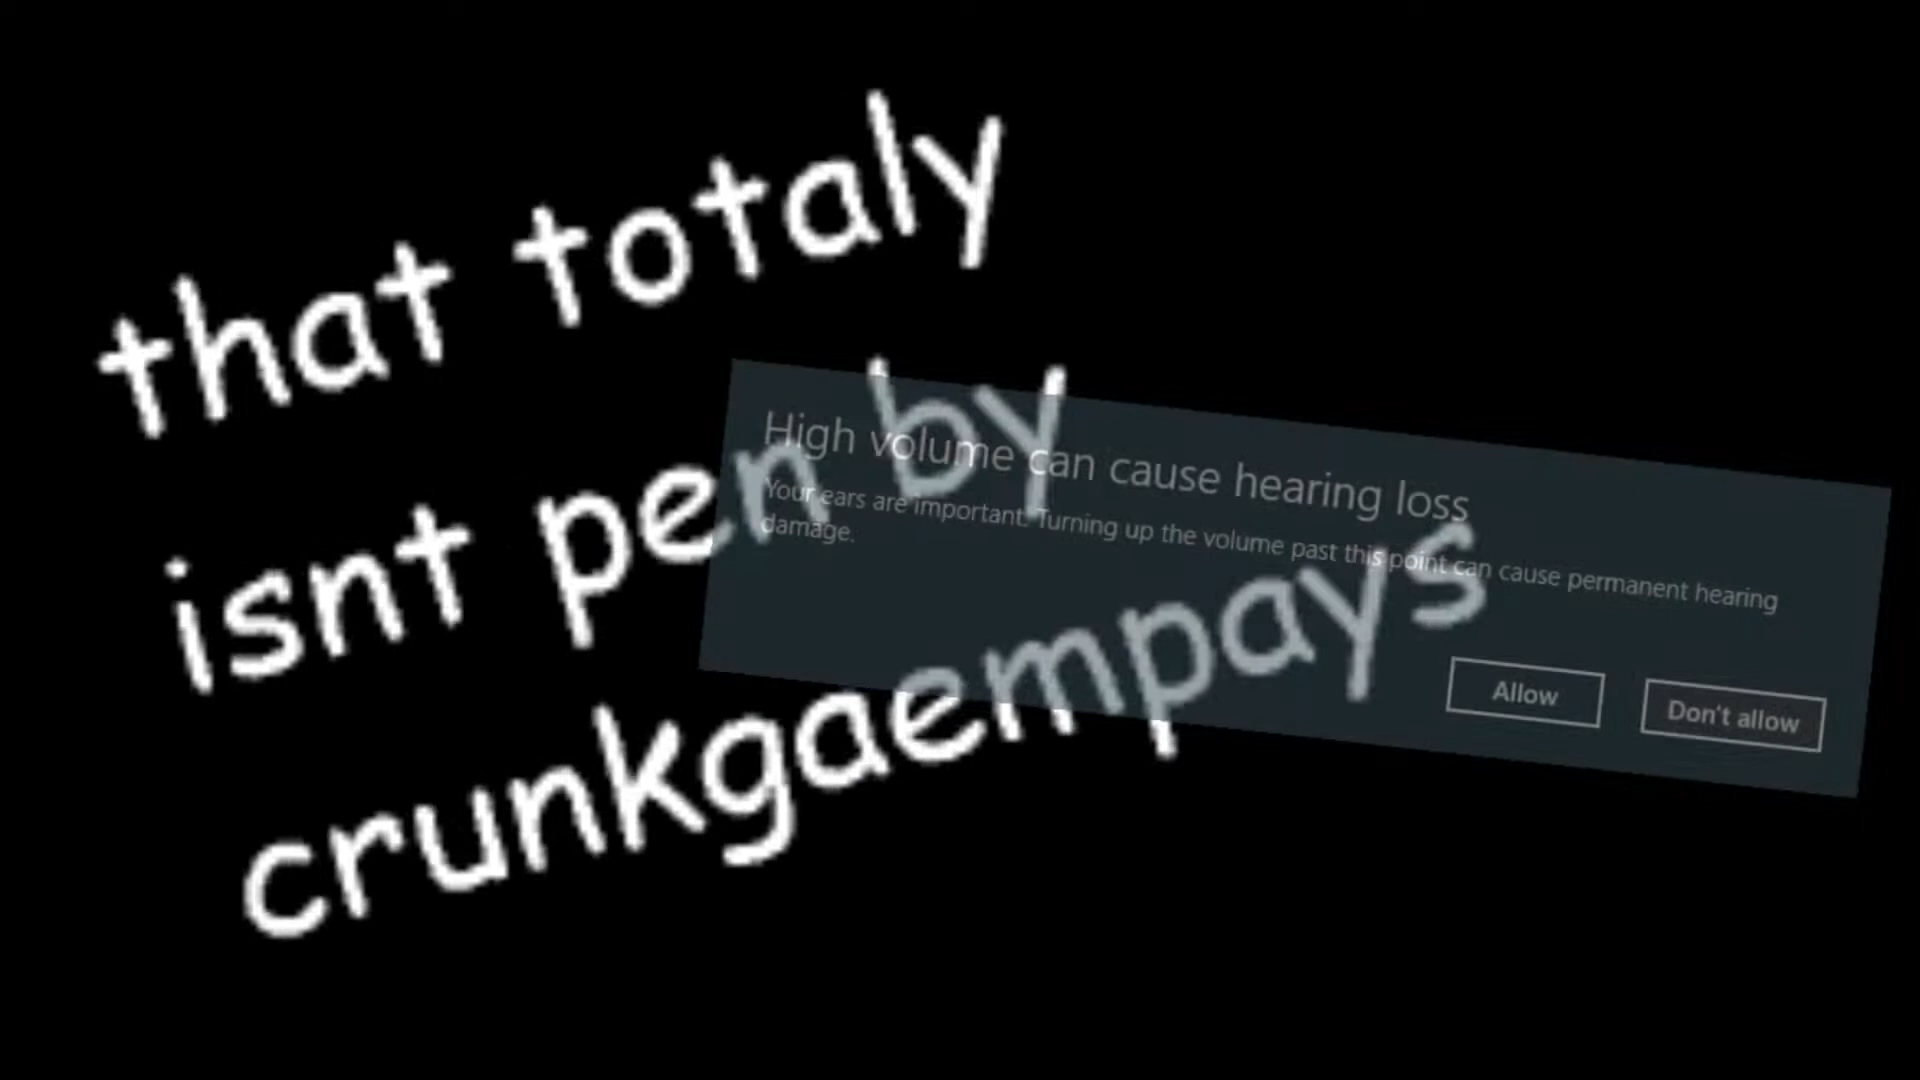 that totaly
isnt pen by
crunkgaempays
High volume can cause hearing loss
Your ears are important. Turning up the volume past this point can cause permanent hearing
damage.
Allow
Don't allow